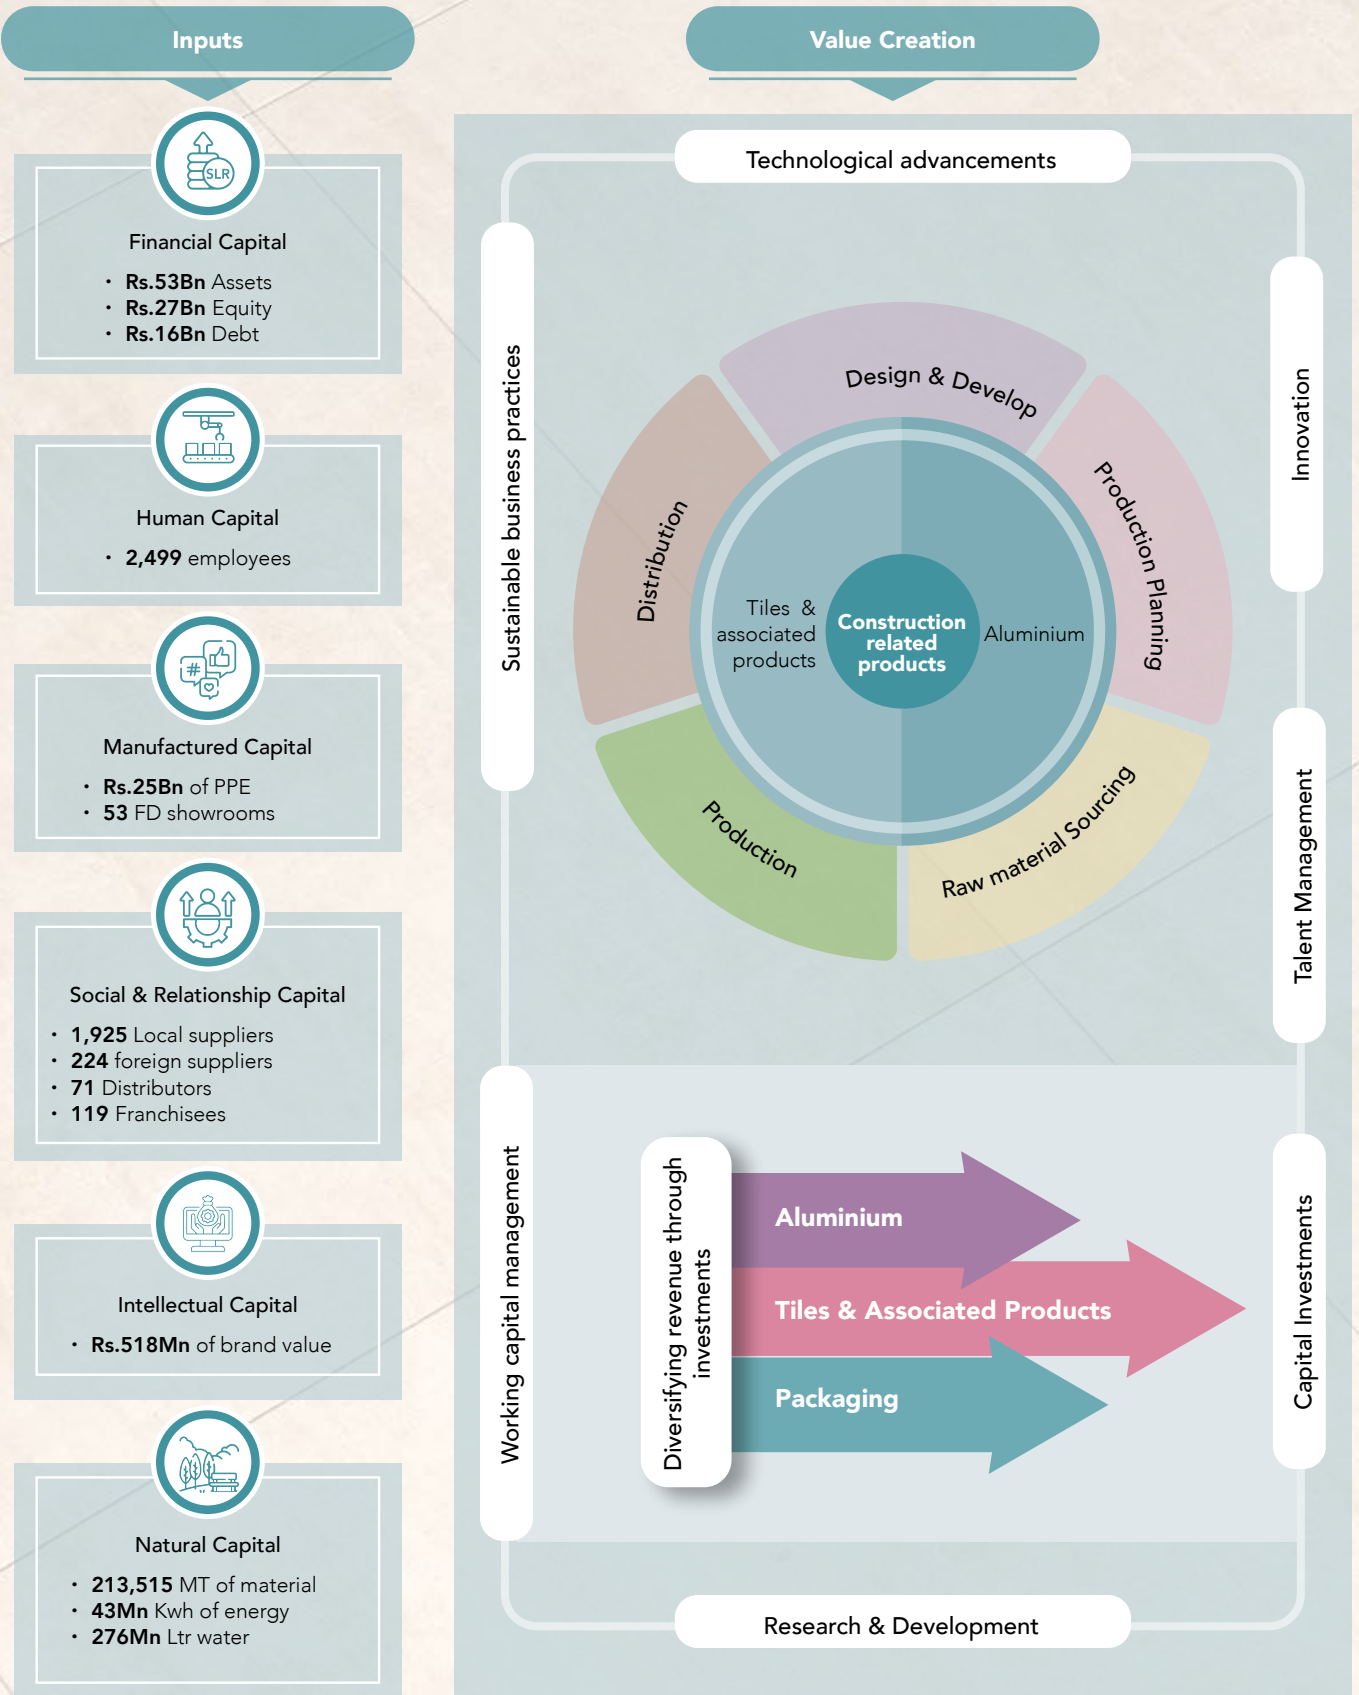 Inputs
SLR
Financial Capital
• Rs.53Bn Assets
• Rs.27Bn Equity
• Rs.16Bn Debt
Human Capital
• 2,499 employees
#
Manufactured Capital
• Rs.25Bn of PPE
• 53 FD showrooms
Social & Relationship Capital
• 1,925 Local suppliers
• 224 foreign suppliers
• 71 Distributors
• 119 Franchisees
Intellectual Capital
• Rs.518Mn of brand value
Natural Capital
• 213,515 MT of material
• 43Mn Kwh of energy
• 276Mn Ltr water
Value Creation
Technological advancements
Sustainable business practices
Innovation
Design & Develop
Production Planning
Raw material Sourcing
Production
Distribution
Tiles &
associated
products
Construction
related
products
Aluminium
Talent Management
Working capital management
Diversifying revenue through
investments
Aluminium
Tiles & Associated Products
Packaging
Capital Investments
Research & Development